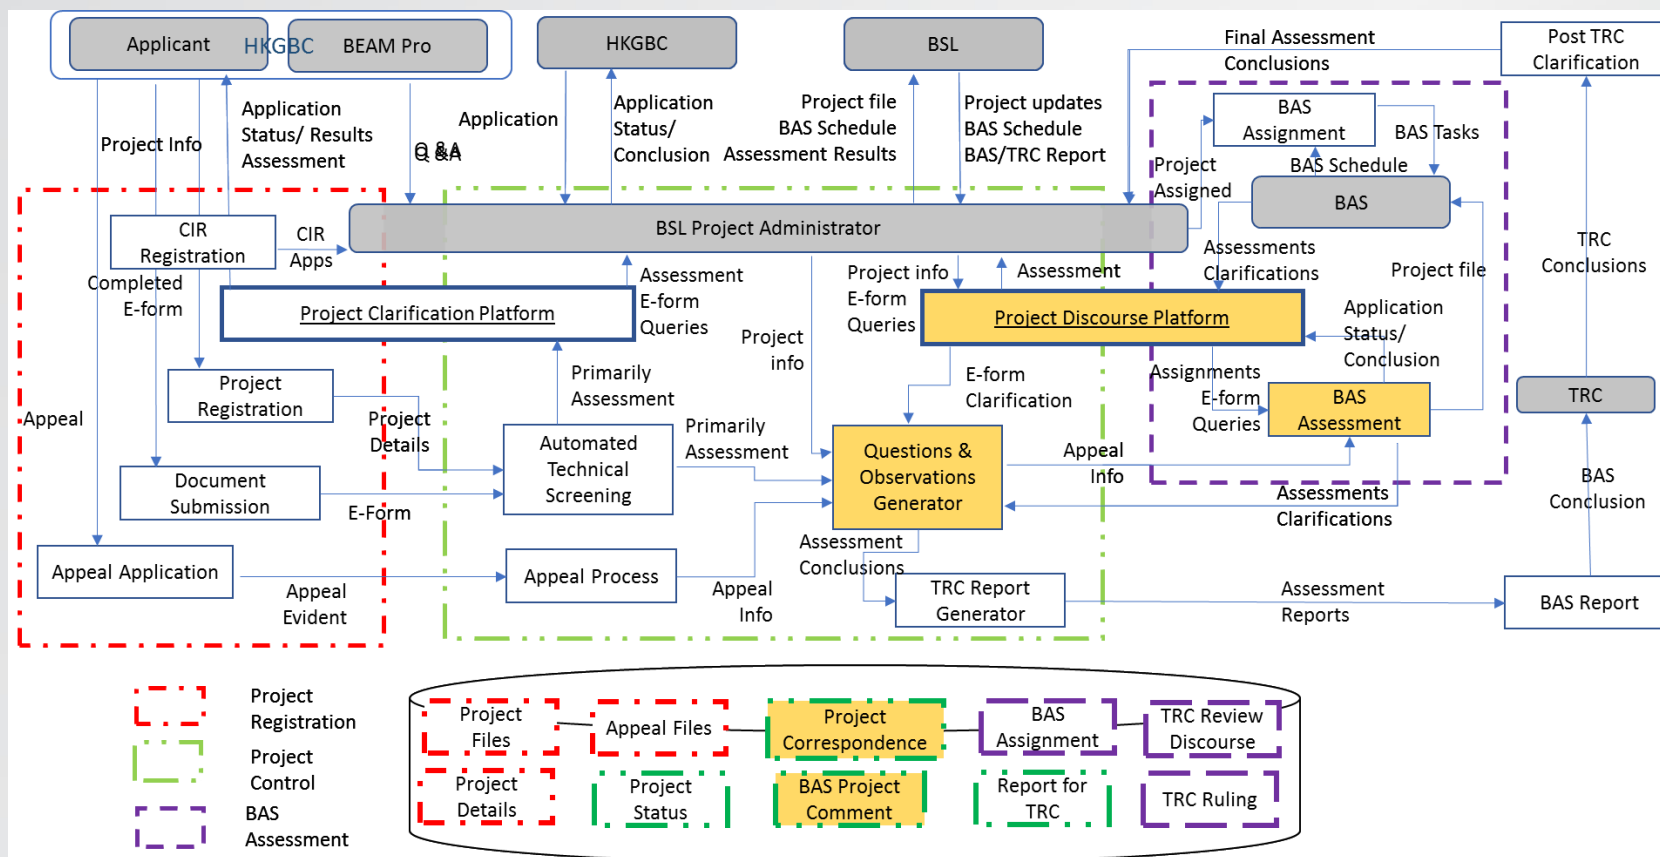 Applicant
HKGBC
BEAM Pro
HKGBC
BSL
Final Assessment
Conclusions
Post TRC
Clarification
Project Info
Application
Status/ Results
Assessment
Q &A
Q &A
Application
Application
Status/
Conclusion
Project file
BAS Schedule
Assessment Results
Project updates
BAS Schedule
BAS/TRC Report
BAS
Assignment
BAS Tasks
BAS Schedule
Project
Assigned
BAS
CIR
Registration
CIR
Apps
BSL Project Administrator
Completed
E-form
Project Clarification Platform
Assessment
E-form
Queries
Project info
E-form
Queries
Assessment
Assessments
Clarifications
Project file
TRC
Conclusions
Project Discourse Platform
Application
Status/
Conclusion
Project
info
Project
Registration
Primarily
Assessment
E-form
Clarification
Assignments
E-form
Queries
BAS
Assessment
TRC
Appeal
Project
Details
Automated
Technical
Screening
Primarily
Assessment
Questions &
Observations
Generator
Appeal
Info
Document
Submission
E-Form
Assessments
Clarifications
BAS
Conclusion
Appeal Application
Appeal
Evident
Appeal Process
Appeal
Info
Assessment
Conclusions
TRC Report
Generator
Assessment
Reports
BAS Report
Project
Registration
Project
Control
BAS
Assessment
Project
Files
Appeal Files
Project
Correspondence
BAS
Assignment
TRC Review
Discourse
Project
Details
Project
Status
BAS Project
Comment
Report for
TRC
TRC Ruling